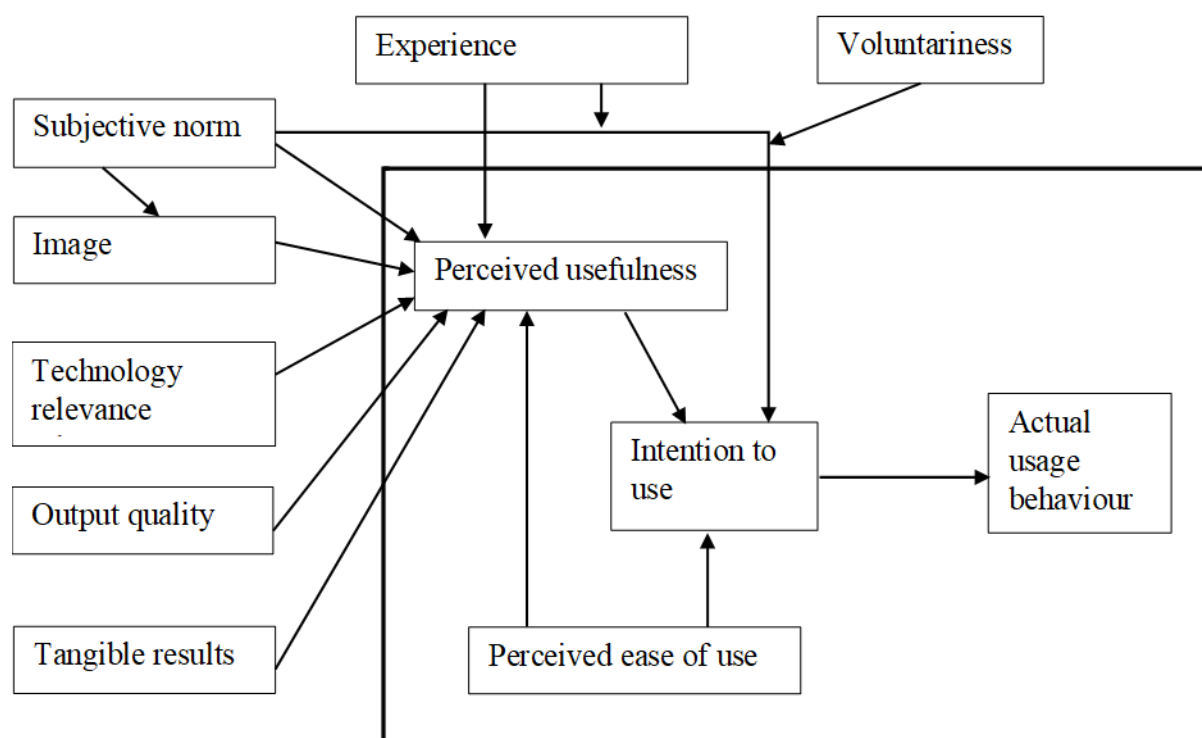 Experience
Voluntariness
Subjective norm
Image
Perceived usefulness
Technology
relevance
Intention to
use
Actual
usage
behaviour
Output quality
Tangible results
Perceived ease of use